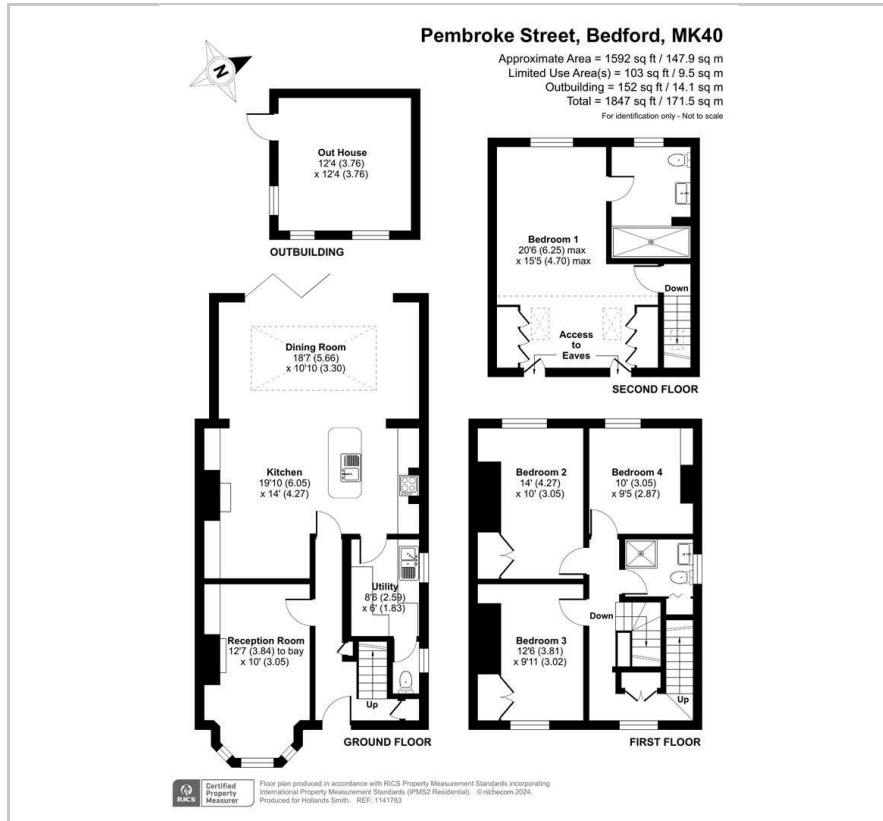 Pembroke Street, Bedford, MK40
Approximate Area = 1592 sq ft / 147.9 sq m
Limited Use Area(s) = 103 sq ft / 9.5 sq m
Outbuilding = 152 sq ft / 14.1 sq m
Total = 1847 sq ft / 171.5 sq m
For identification only - Not to scale
N
Out House
12'4 (3.76)
x 12'4 (3.76)
OUTBUILDING
Bedroom 1
20'6 (6.25) max
x 15'5 (4.70) max
Down
Access
to
Eaves
SECOND FLOOR
Dining Room
18'7 (5.66)
x 10'10 (3.30)
Kitchen
19'10 (6.05)
x 14' (4.27)
Utility
8'6 (2.59)
x 6' (1.83)
Reception Room
12'7 (3.84) to bay
x 10' (3.05)
Up
GROUND FLOOR
Bedroom 2
14' (4.27)
x 10' (3.05)
Bedroom 4
10' (3.05)
x 9'5 (2.87)
Bedroom 3
12'6 (3.81)
x 9'11 (3.02)
Down
Up
FIRST FLOOR
RICS
Certified
Property
Measurer
Floor plan produced in accordance with RICS Property Measurement Standards incorporating
International Property Measurement Standards (IPMS2 Residential). © ntchecom 2024.
Produced for Hollands Smith. REF: 1141783